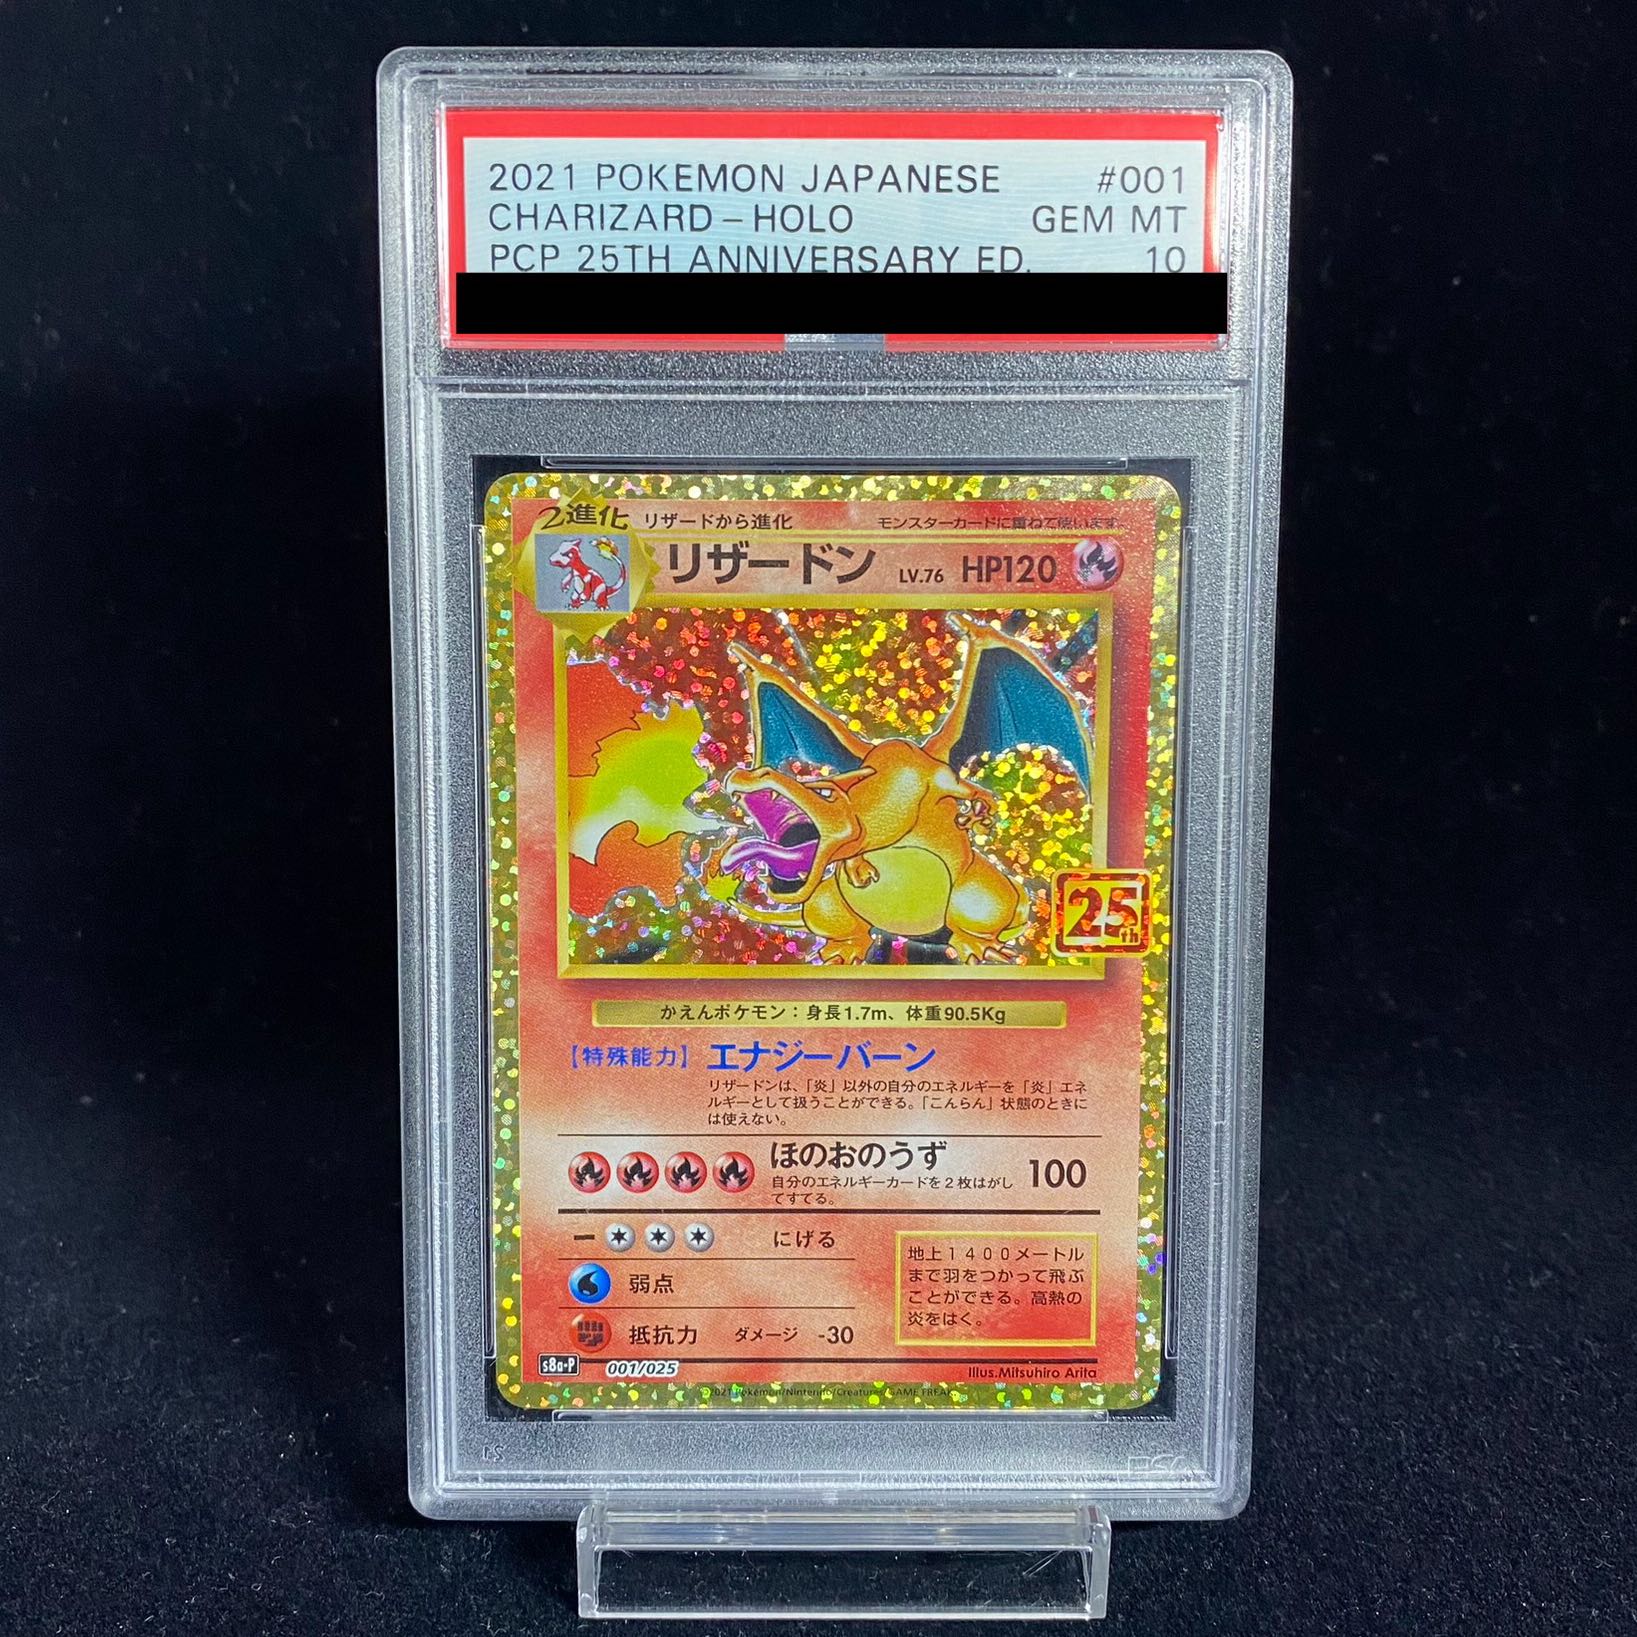 2021 POKEMON JAPANESE #001
CHARIZARD-HOLO GEM MT
PCP 25TH ANNIVERSARY ED. 10
2進化 リザードから進化 モンスターカードに重ねて使います。
リザードン LV.76 HP120
25th
かえんポケモン：身長1.7m、体重90.5Kg
【特殊能力】 エナジーバーン
リザードンは、「炎」以外の自分のエネルギーを「炎」エネ
ルギーとして扱うことができる。「こんらん」状態のときに
は使えない。
ほのおのうず 100
自分のエネルギーカードを2枚はがし
てすてる。
にげる
弱点
抵抗力 ダメージ -30
地上1400メートル
まで羽をつかって飛ぶ
ことができる。高熱の
炎をはく。
s8a-P 001/025 Illus.Mitsuhiro Arita
©2021 Pokémon/Nintendo/Creatures/GAME FREAK.